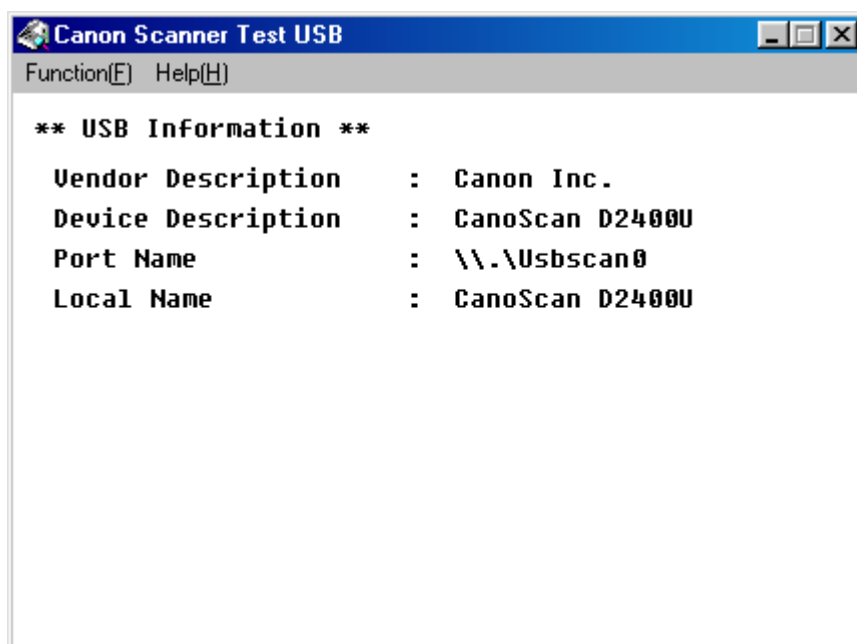 Canon Scanner Test USB
Function(F) Help(H)
** USB Information **
Vendor Description : Canon Inc.
Device Description : CanoScan D2400U
Port Name : \\.\Usbscan0
Local Name : CanoScan D2400U